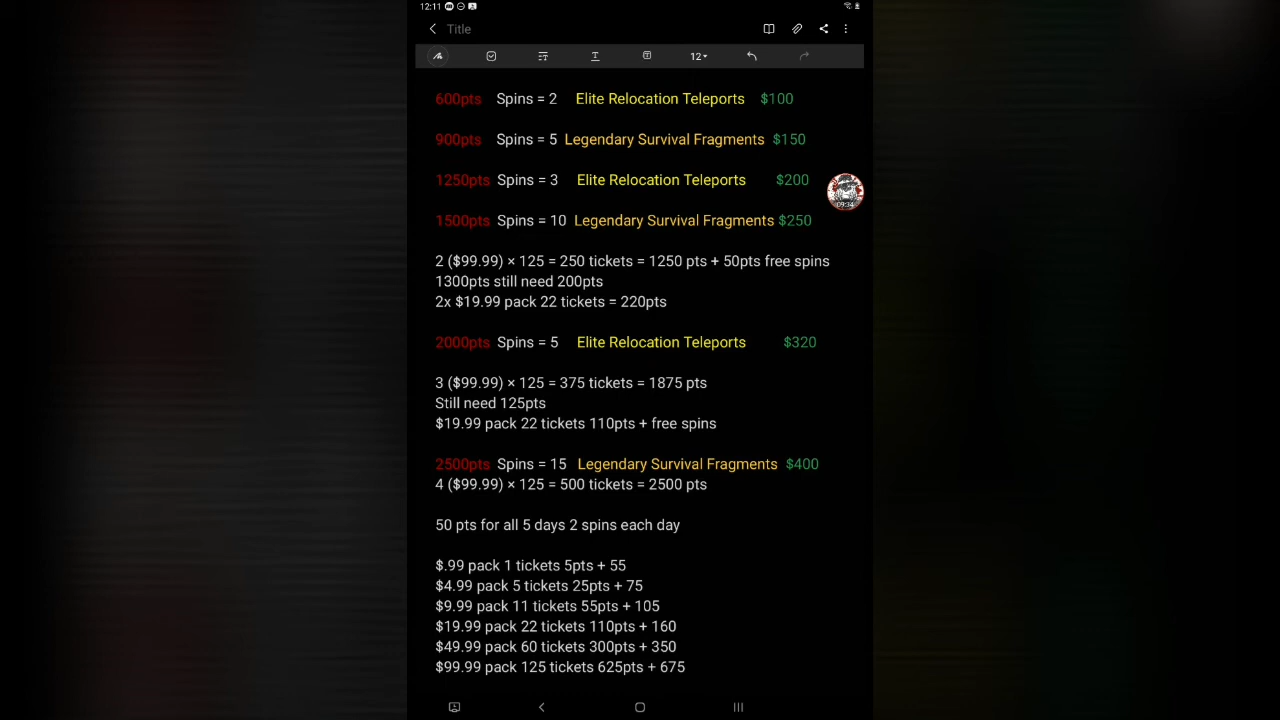 12:11
Title
12
600pts Spins = 2 Elite Relocation Teleports $100
900pts Spins = 5 Legendary Survival Fragments $150
1250pts Spins = 3 Elite Relocation Teleports $200
09:34
1500pts Spins = 10 Legendary Survival Fragments $250
2 ($99.99) × 125 = 250 tickets = 1250 pts + 50pts free spins
1300pts still need 200pts
2x $19.99 pack 22 tickets = 220pts
2000pts Spins = 5 Elite Relocation Teleports $320
3 ($99.99) × 125 = 375 tickets = 1875 pts
Still need 125pts
$19.99 pack 22 tickets 110pts + free spins
2500pts Spins = 15 Legendary Survival Fragments $400
4 ($99.99) × 125 = 500 tickets = 2500 pts
50 pts for all 5 days 2 spins each day
$.99 pack 1 tickets 5pts + 55
$4.99 pack 5 tickets 25pts + 75
$9.99 pack 11 tickets 55pts + 105
$19.99 pack 22 tickets 110pts + 160
$49.99 pack 60 tickets 300pts + 350
$99.99 pack 125 tickets 625pts + 675